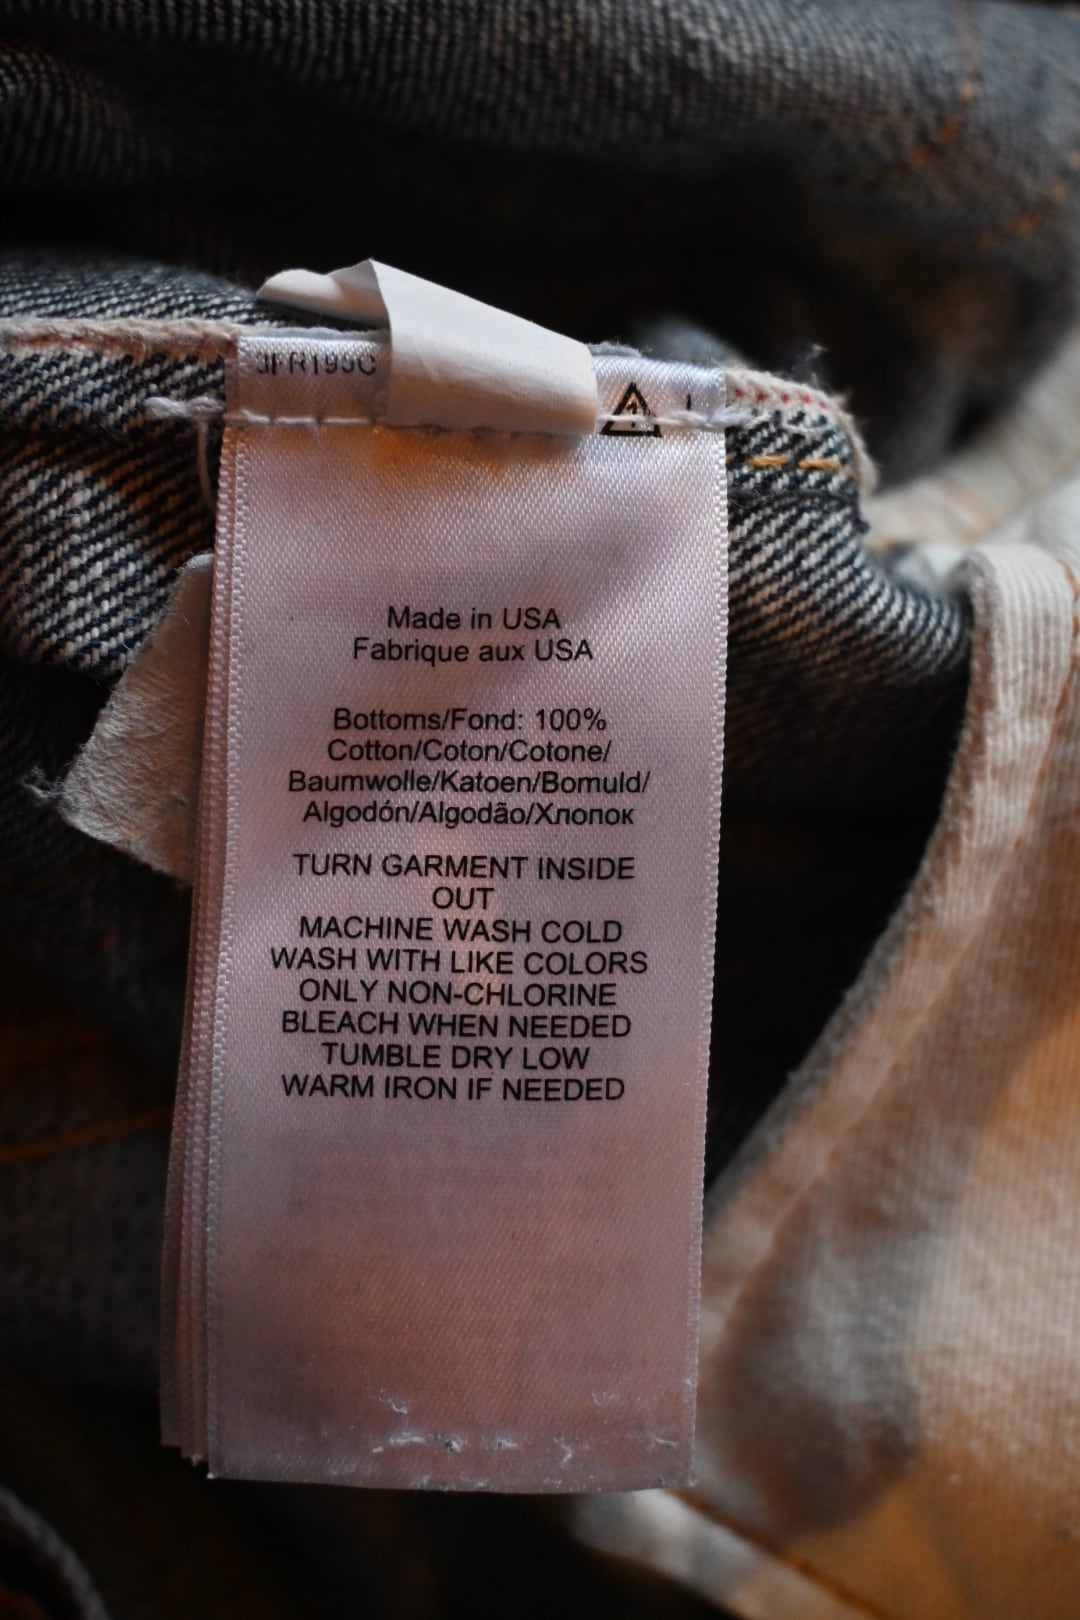 Made in USA
Fabrique aux USA
Bottoms/Fond: 100%
Cotton/Coton/Cotone/
Baumwolle/Katoen/Bomuld/
Algodón/Algodão/Хлопок
TURN GARMENT INSIDE
OUT
MACHINE WASH COLD
WASH WITH LIKE COLORS
ONLY NON-CHLORINE
BLEACH WHEN NEEDED
TUMBLE DRY LOW
WARM IRON IF NEEDED